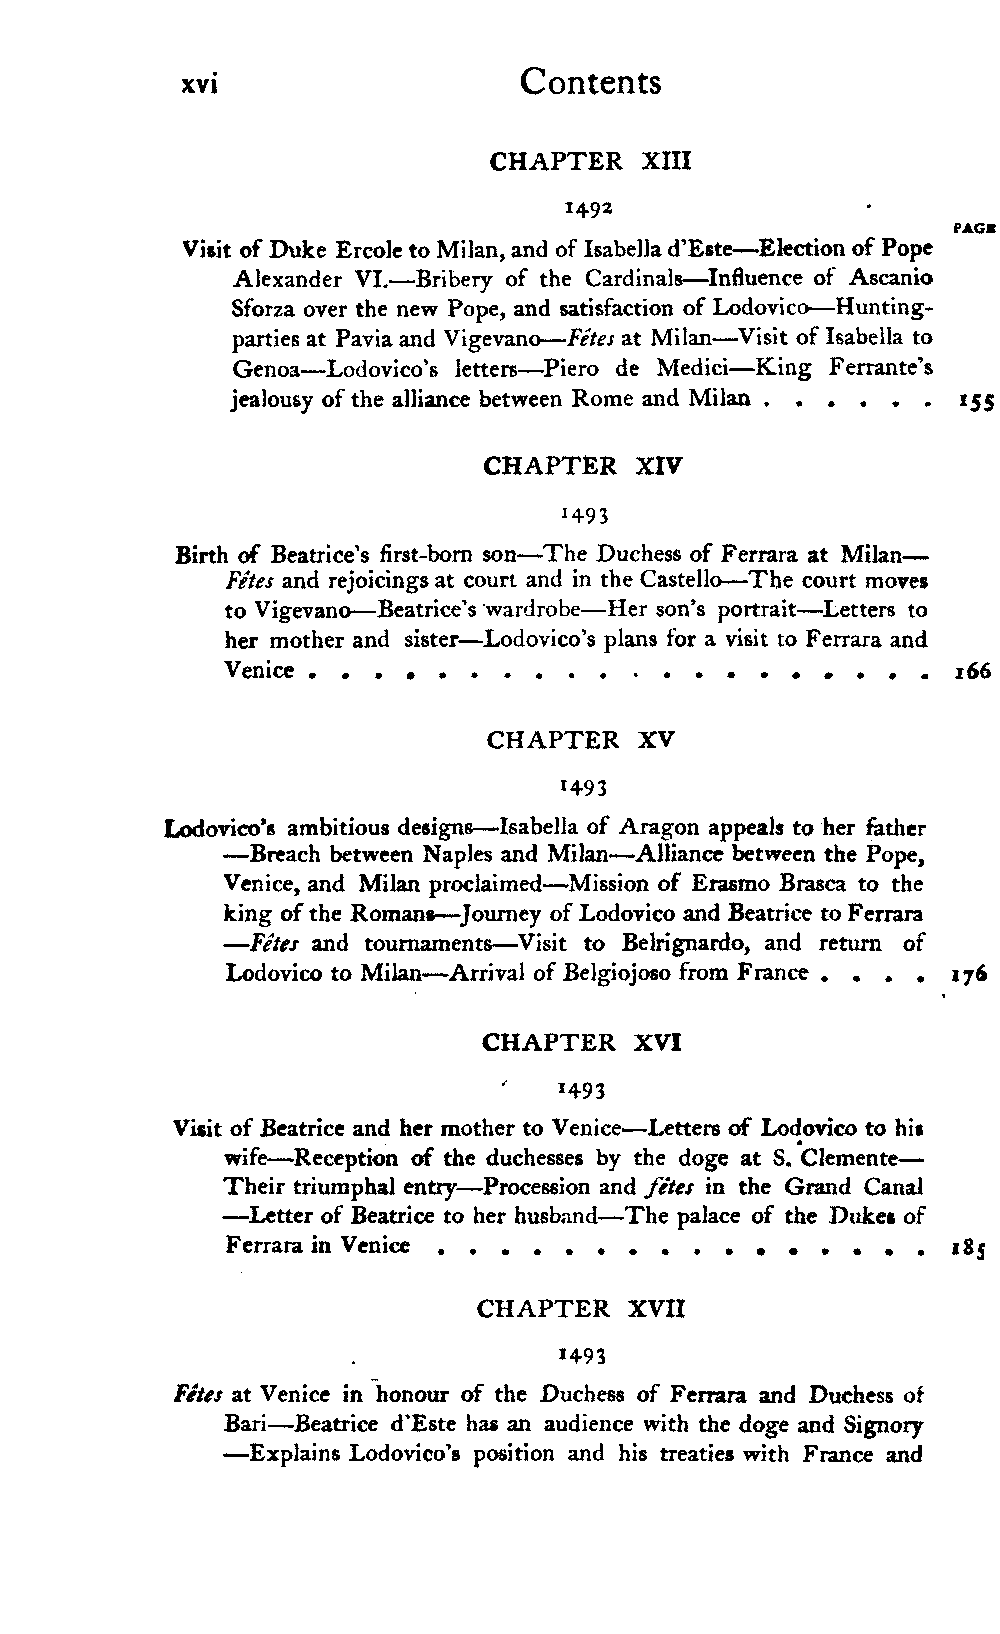 xvi Contents
CHAPTER XIII
1492
PAGE
Visit of Duke Ercole to Milan, and of Isabella d'Este—Election of Pope
Alexander VI.—Bribery of the Cardinals—Influence of Ascanio
Sforza over the new Pope, and satisfaction of Lodovico—Hunting-
parties at Pavia and Vigevano—Fêtes at Milan—Visit of Isabella to
Genoa—Lodovico's letters—Piero de Medici—King Ferrante's
jealousy of the alliance between Rome and Milan . . . . . . 155
CHAPTER XIV
1493
Birth of Beatrice's first-born son—The Duchess of Ferrara at Milan—
Fêtes and rejoicings at court and in the Castello—The court moves
to Vigevano—Beatrice's wardrobe—Her son's portrait—Letters to
her mother and sister—Lodovico's plans for a visit to Ferrara and
Venice . . . . . . . . . . . . . . . . . . . . 166
CHAPTER XV
1493
Lodovico's ambitious designs—Isabella of Aragon appeals to her father
—Breach between Naples and Milan—Alliance between the Pope,
Venice, and Milan proclaimed—Mission of Erasmo Brasca to the
king of the Romans—Journey of Lodovico and Beatrice to Ferrara
—Fêtes and tournaments—Visit to Belrignardo, and return of
Lodovico to Milan—Arrival of Belgiojoso from France . . . . 176
CHAPTER XVI
1493
Visit of Beatrice and her mother to Venice—Letters of Lodovico to his
wife—Reception of the duchesses by the doge at S. Clemente—
Their triumphal entry—Procession and fêtes in the Grand Canal
—Letter of Beatrice to her husband—The palace of the Dukes of
Ferrara in Venice . . . . . . . . . . . . . . . . 185
CHAPTER XVII
1493
Fêtes at Venice in honour of the Duchess of Ferrara and Duchess of
Bari—Beatrice d'Este has an audience with the doge and Signory
—Explains Lodovico's position and his treaties with France and